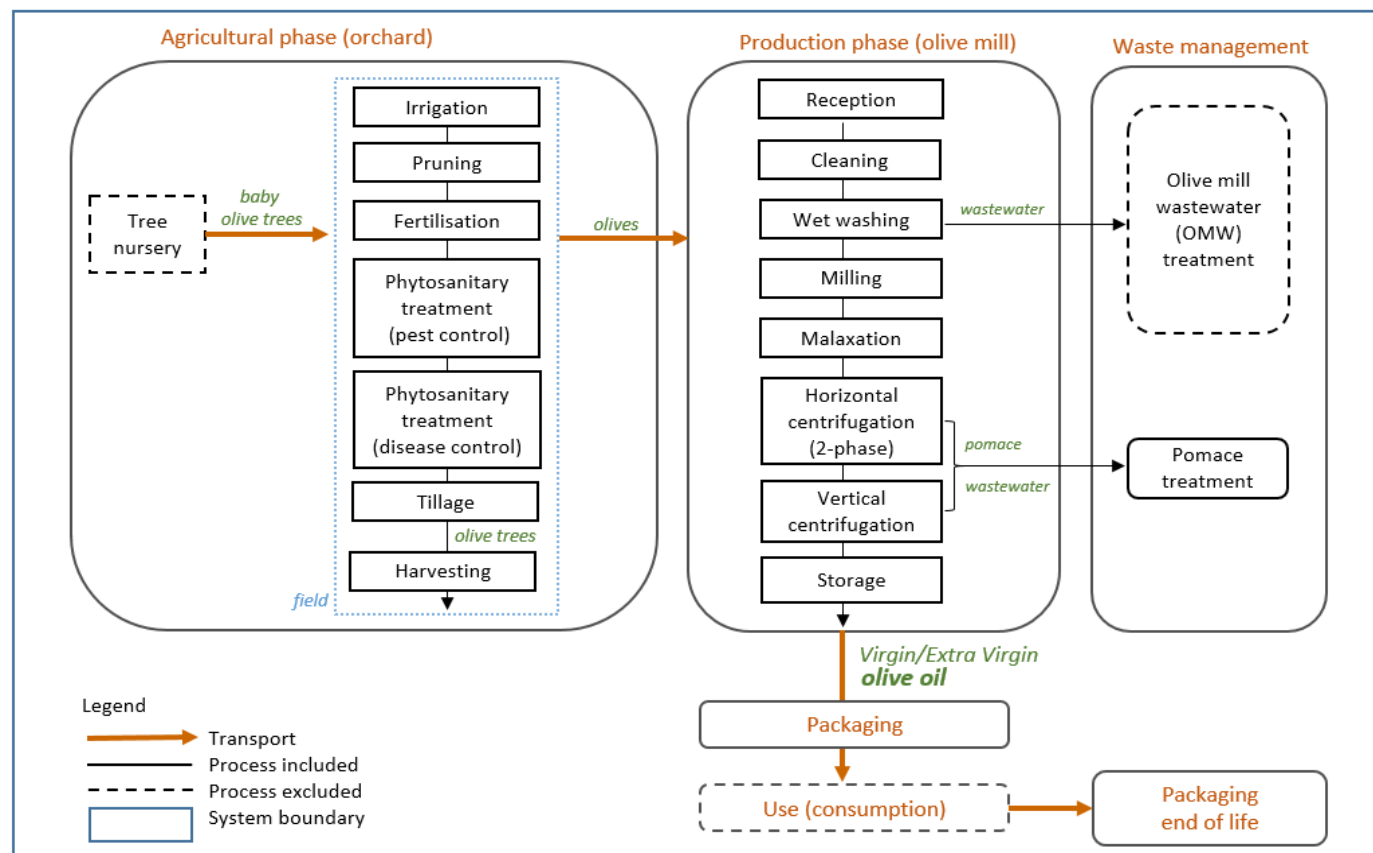 Agricultural phase (orchard)
Irrigation
Pruning
Fertilisation
Phytosanitary
treatment
(pest control)
Phytosanitary
treatment
(disease control)
Tillage
olive trees
Harvesting
field
Tree
nursery
baby
olive trees
olives
Production phase (olive mill)
Reception
Cleaning
Wet washing
Milling
Malaxation
Horizontal
centrifugation
(2-phase)
Vertical
centrifugation
Storage
wastewater
pomace
wastewater
Waste management
Olive mill
wastewater
(OMW)
treatment
Pomace
treatment
Virgin/Extra Virgin
olive oil
Packaging
Use (consumption)
Packaging
end of life
Legend
Transport
Process included
Process excluded
System boundary